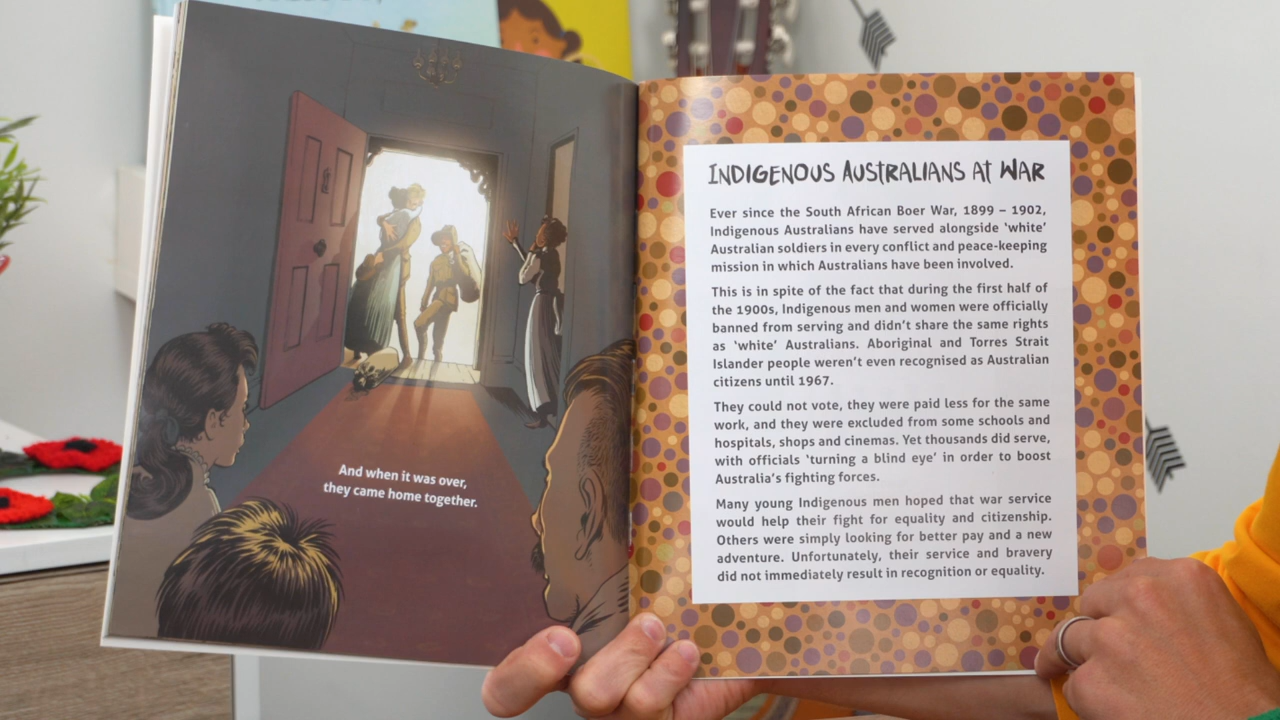 And when it was over,
they came home together.
INDIGENOUS AUSTRALIANS AT WAR
Ever since the South African Boer War, 1899 – 1902,
Indigenous Australians have served alongside ‘white’
Australian soldiers in every conflict and peace-keeping
mission in which Australians have been involved.
This is in spite of the fact that during the first half of
the 1900s, Indigenous men and women were officially
banned from serving and didn’t share the same rights
as ‘white’ Australians. Aboriginal and Torres Strait
Islander people weren’t even recognised as Australian
citizens until 1967.
They could not vote, they were paid less for the same
work, and they were excluded from some schools and
hospitals, shops and cinemas. Yet thousands did serve,
with officials ‘turning a blind eye’ in order to boost
Australia’s fighting forces.
Many young Indigenous men hoped that war service
would help their fight for equality and citizenship.
Others were simply looking for better pay and a new
adventure. Unfortunately, their service and bravery
did not immediately result in recognition or equality.